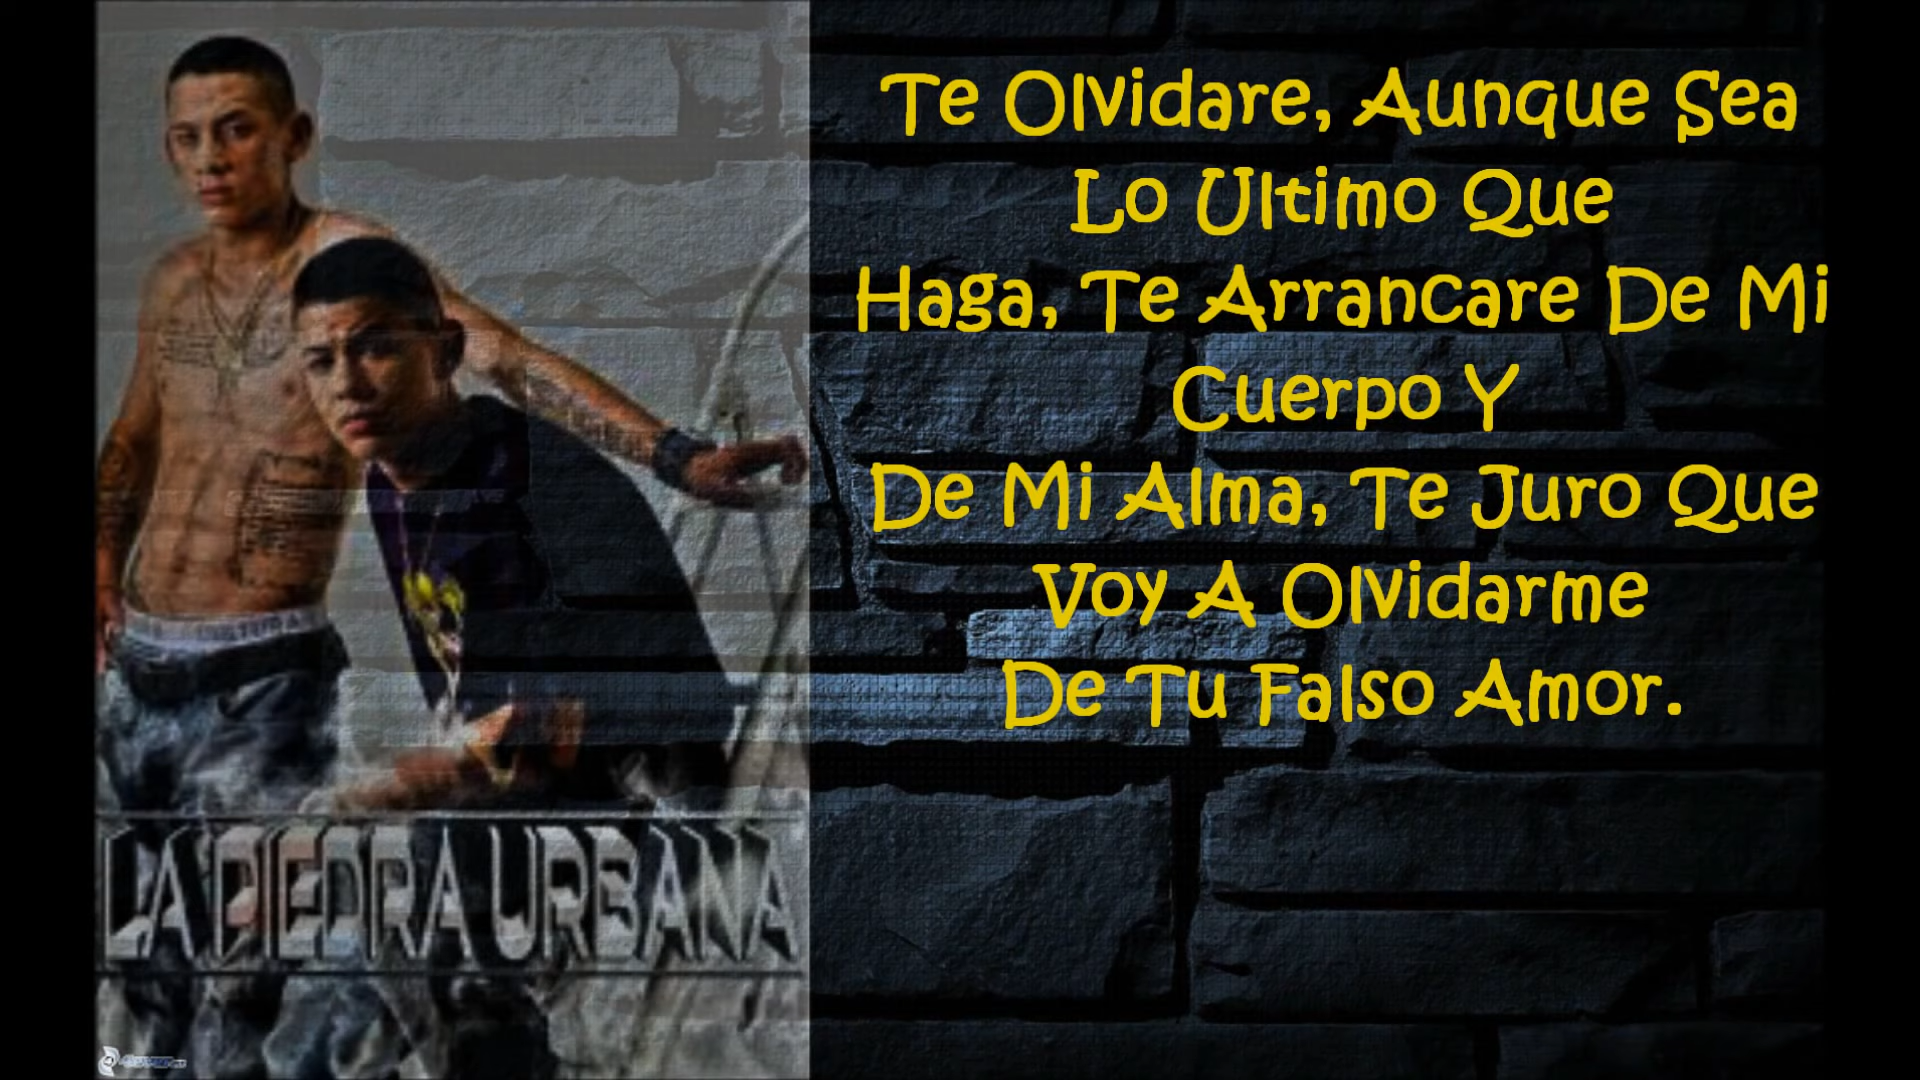 Te Olvidare, Aunque Sea
Lo Ultimo Que
Haga, Te Arrancare De Mi
Cuerpo Y
De Mi Alma, Te Juro Que
Voy A Olvidarme
De Tu Falso Amor.
LA PIEDRA URBANA